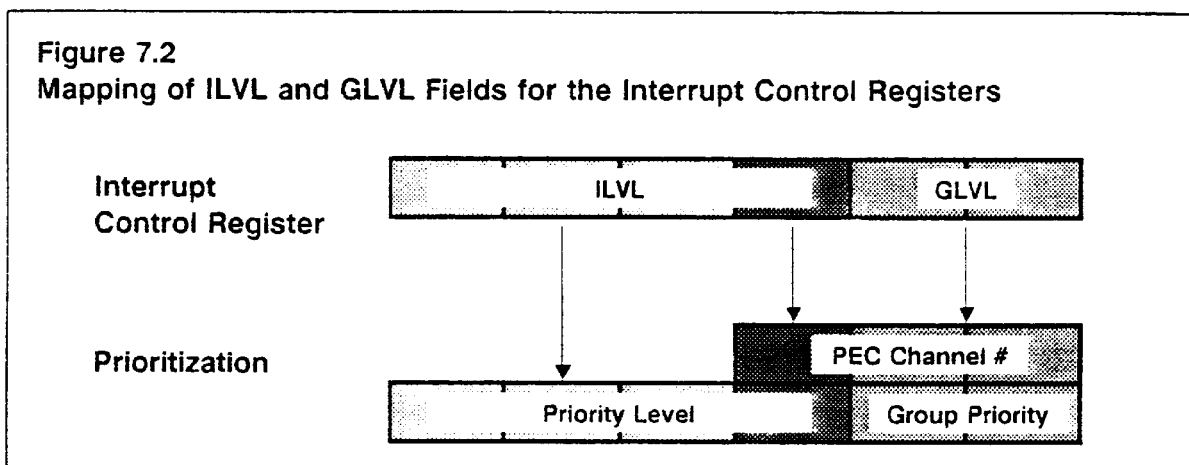 Figure 7.2
Mapping of ILVL and GLVL Fields for the Interrupt Control Registers
Interrupt
Control Register
ILVL
GLVL
Prioritization
PEC Channel #
Priority Level
Group Priority